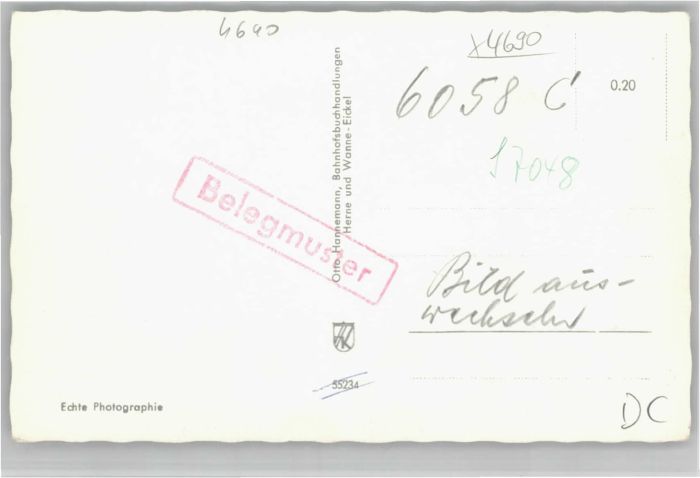 4690
x4690
6058 C
0.20
57048
Otto Hannemann, Bahnhofsbuchhandlungen
Herne und Wanne-Eickel
Belegmuster
Bild aus-
wechseln
55234
Echte Photographie
DC